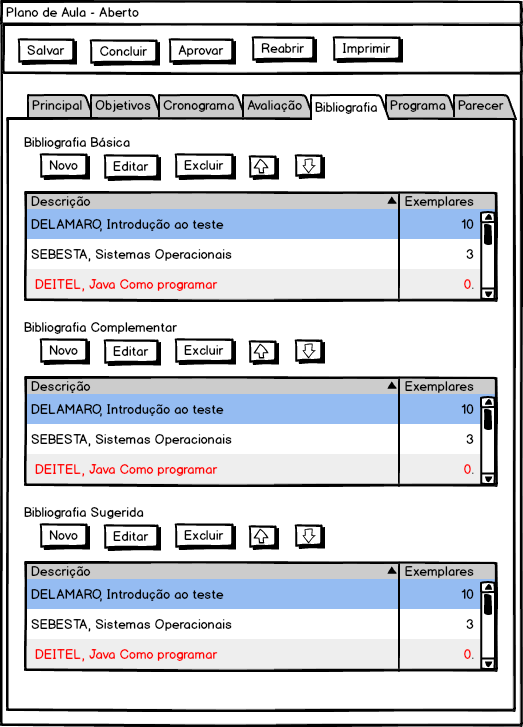 Plano de Aula - Aberto
Salvar Concluir Aprovar Reabrir Imprimir
Principal Objetivos Cronograma Avaliação Bibliografia Programa Parecer
Bibliografia Básica
Novo Editar Excluir
Descrição Exemplares
DELAMARO, Introdução ao teste 10
SEBESTA, Sistemas Operacionais 3
DEITEL, Java Como programar 0.
Bibliografia Complementar
Novo Editar Excluir
Descrição Exemplares
DELAMARO, Introdução ao teste 10
SEBESTA, Sistemas Operacionais 3
DEITEL, Java Como programar 0.
Bibliografia Sugerida
Novo Editar Excluir
Descrição Exemplares
DELAMARO, Introdução ao teste 10
SEBESTA, Sistemas Operacionais 3
DEITEL, Java Como programar 0.